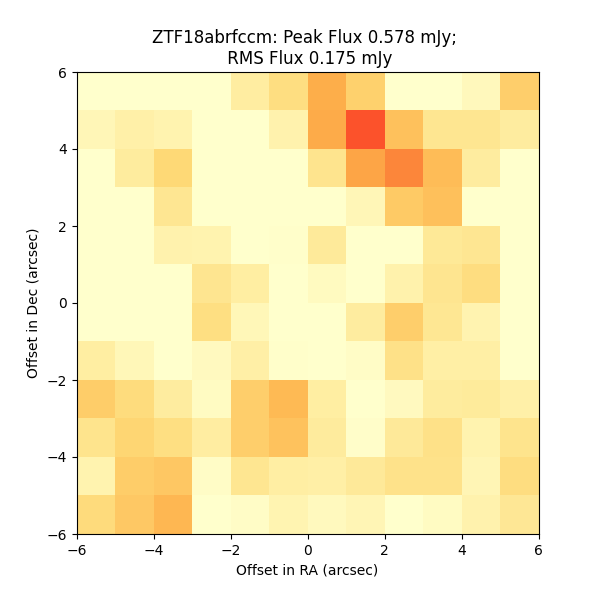 ZTF18abrfccm: Peak Flux 0.578 mJy;
RMS Flux 0.175 mJy
6
4
2
0
−2
−4
−6
Offset in Dec (arcsec)
−6 −4 −2 0 2 4 6
Offset in RA (arcsec)